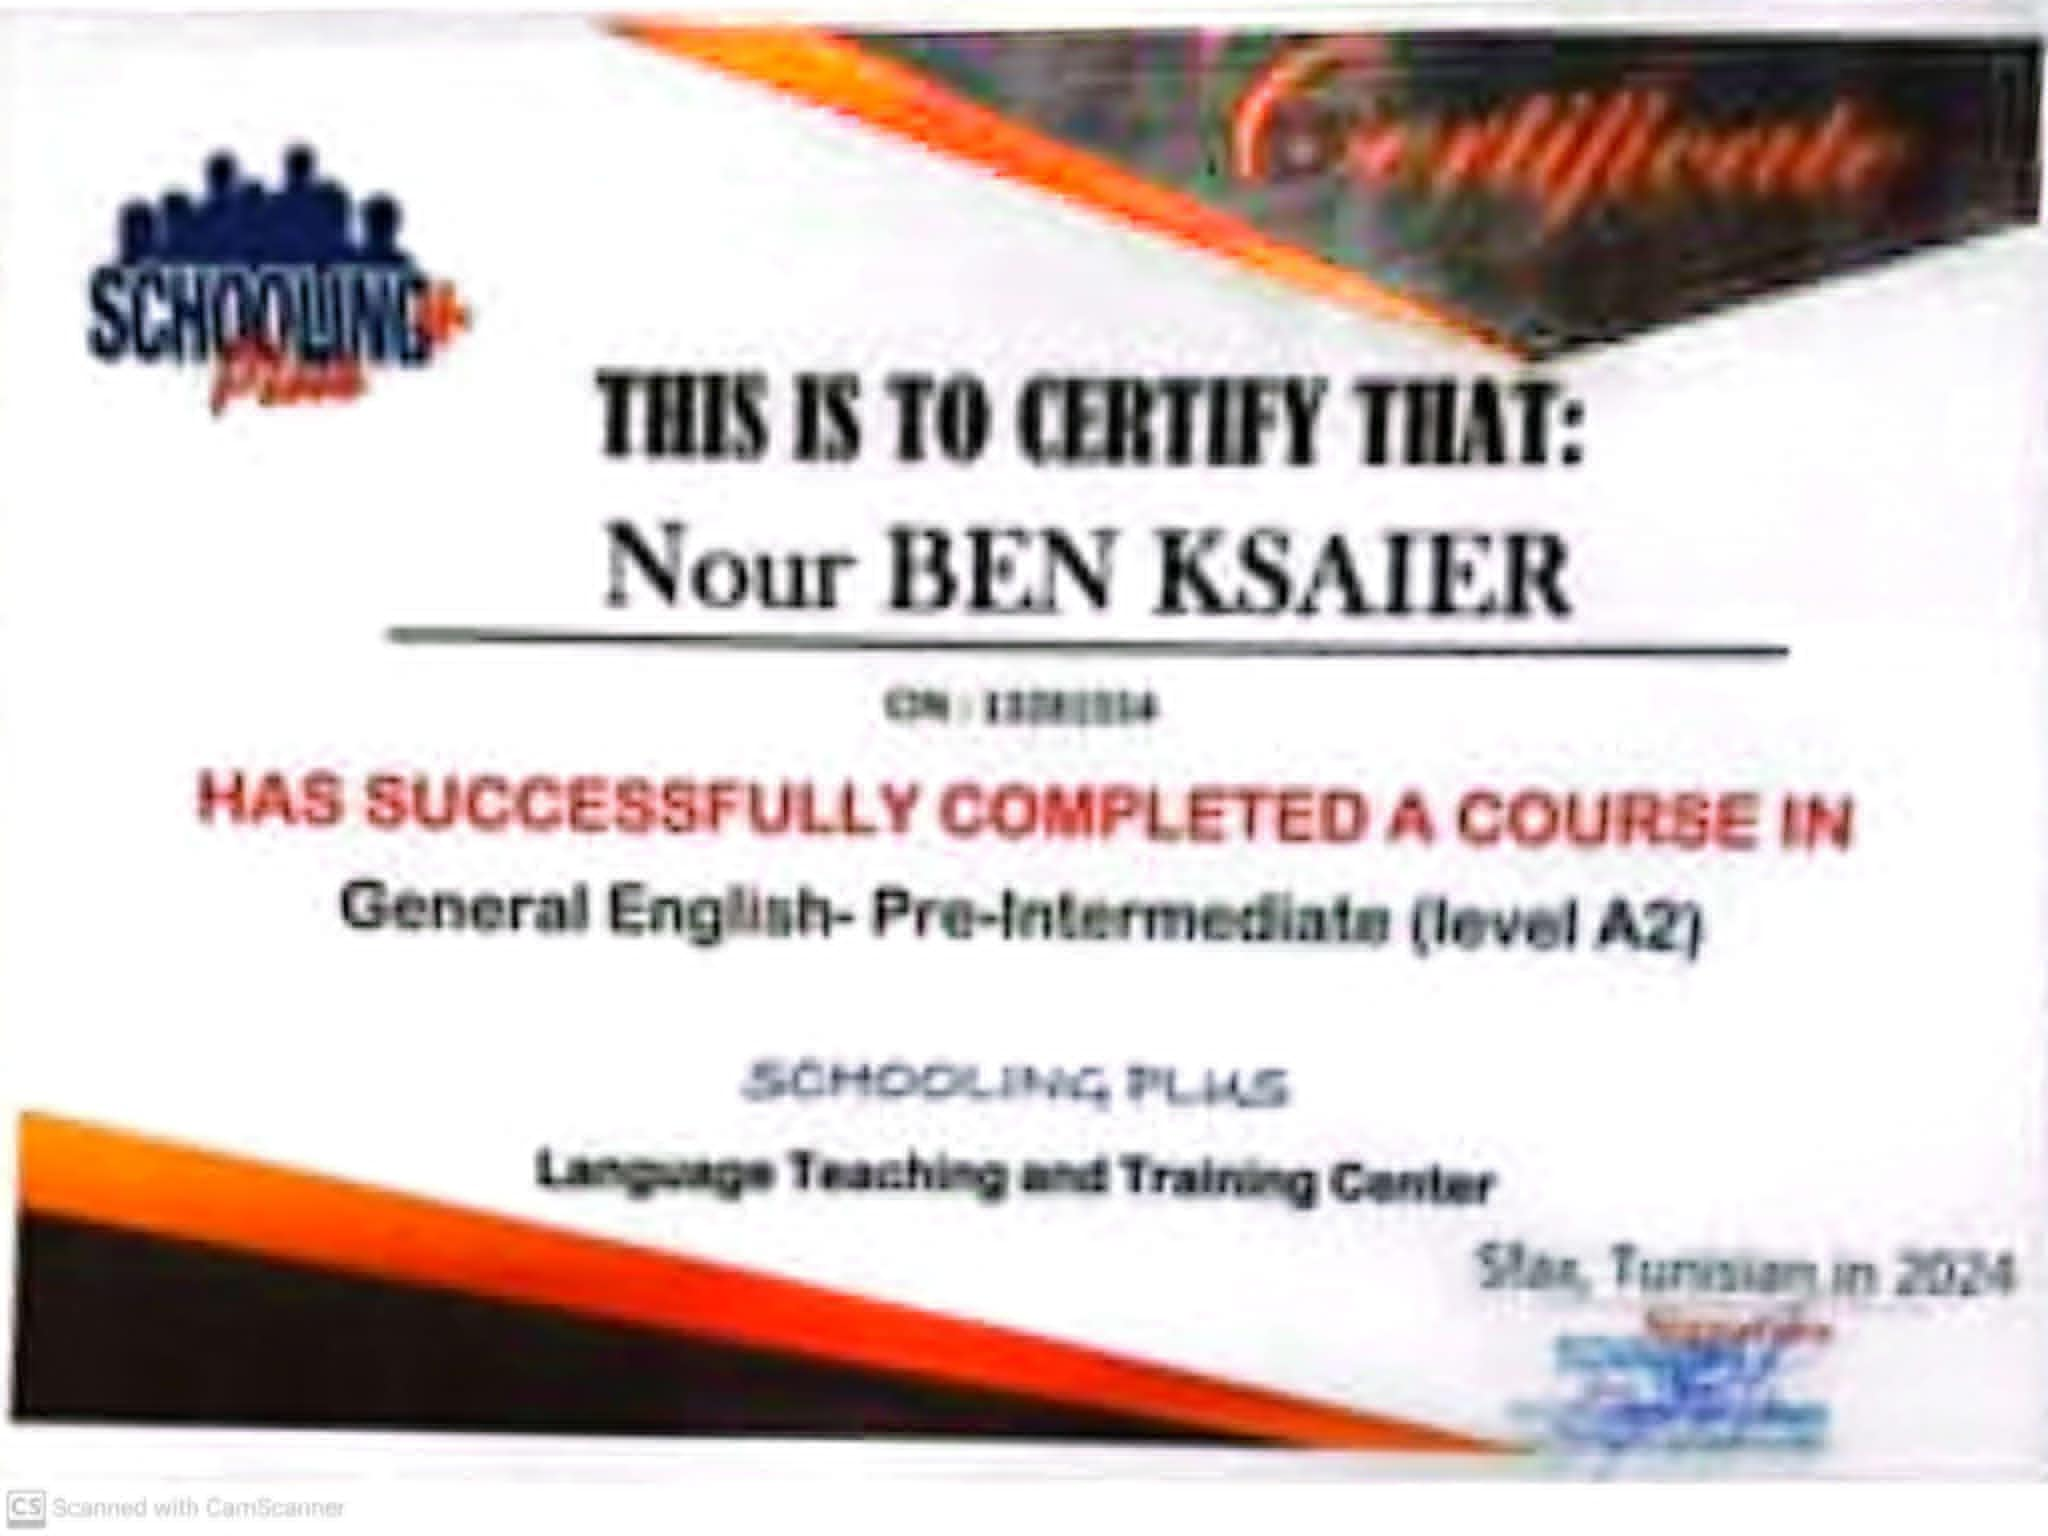 Certificate
SCHOOLING+
Plus
THIS IS TO CERTIFY THAT:
Nour BEN KSAIER
CIN :
HAS SUCCESSFULLY COMPLETED A COURSE IN
General English- Pre-Intermediate (level A2)
SCHOOLING PLUS
Language Teaching and Training Center
Sfax, Tunisian in 2024
CS Scanned with CamScanner